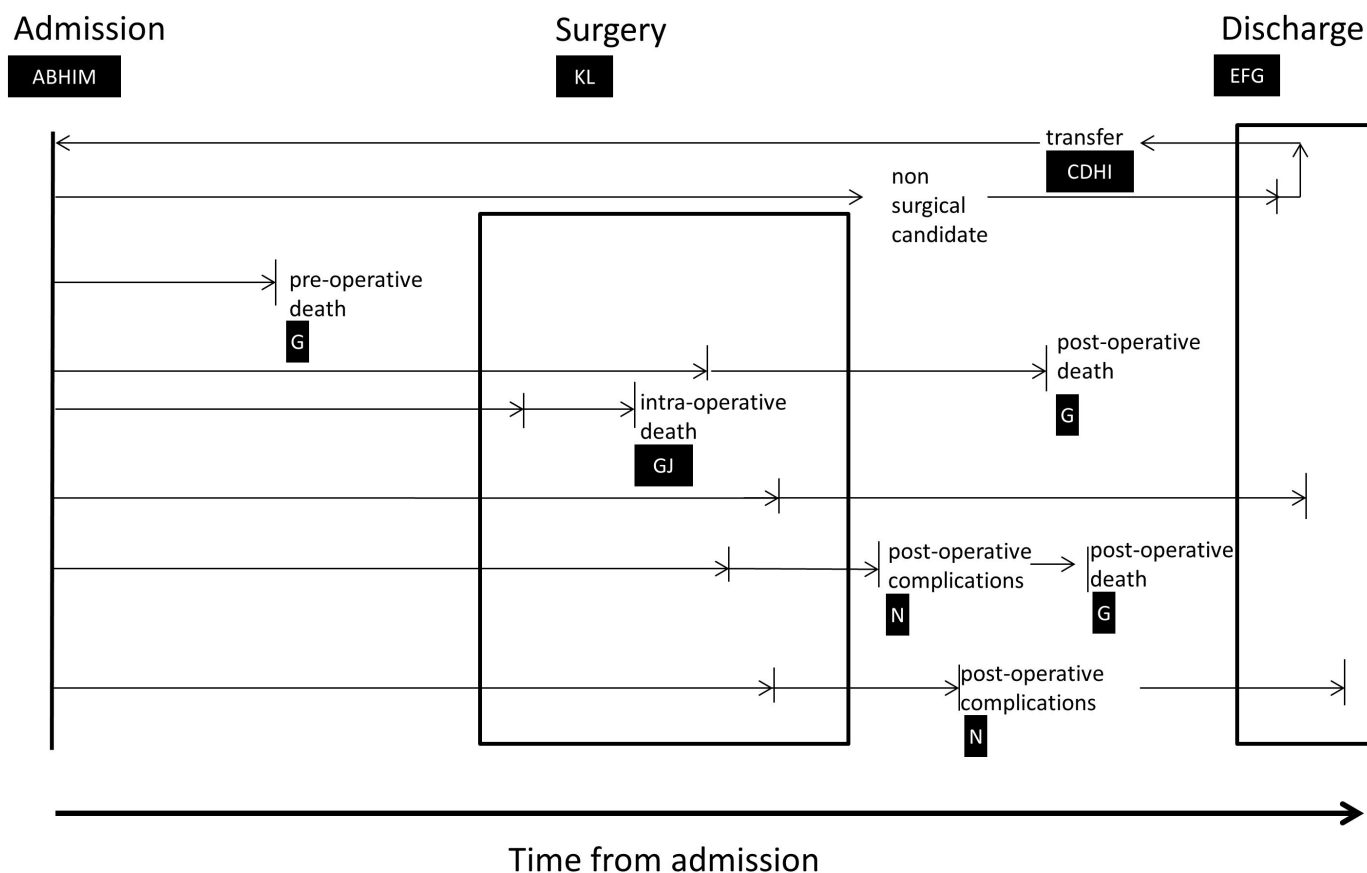 Admission
Surgery
Discharge
ABHIM
KL
EFG
transfer
CDHI
non
surgical
candidate
pre-operative
death
G
post-operative
death
G
intra-operative
death
GJ
post-operative
complications
N
post-operative
death
G
post-operative
complications
N
Time from admission